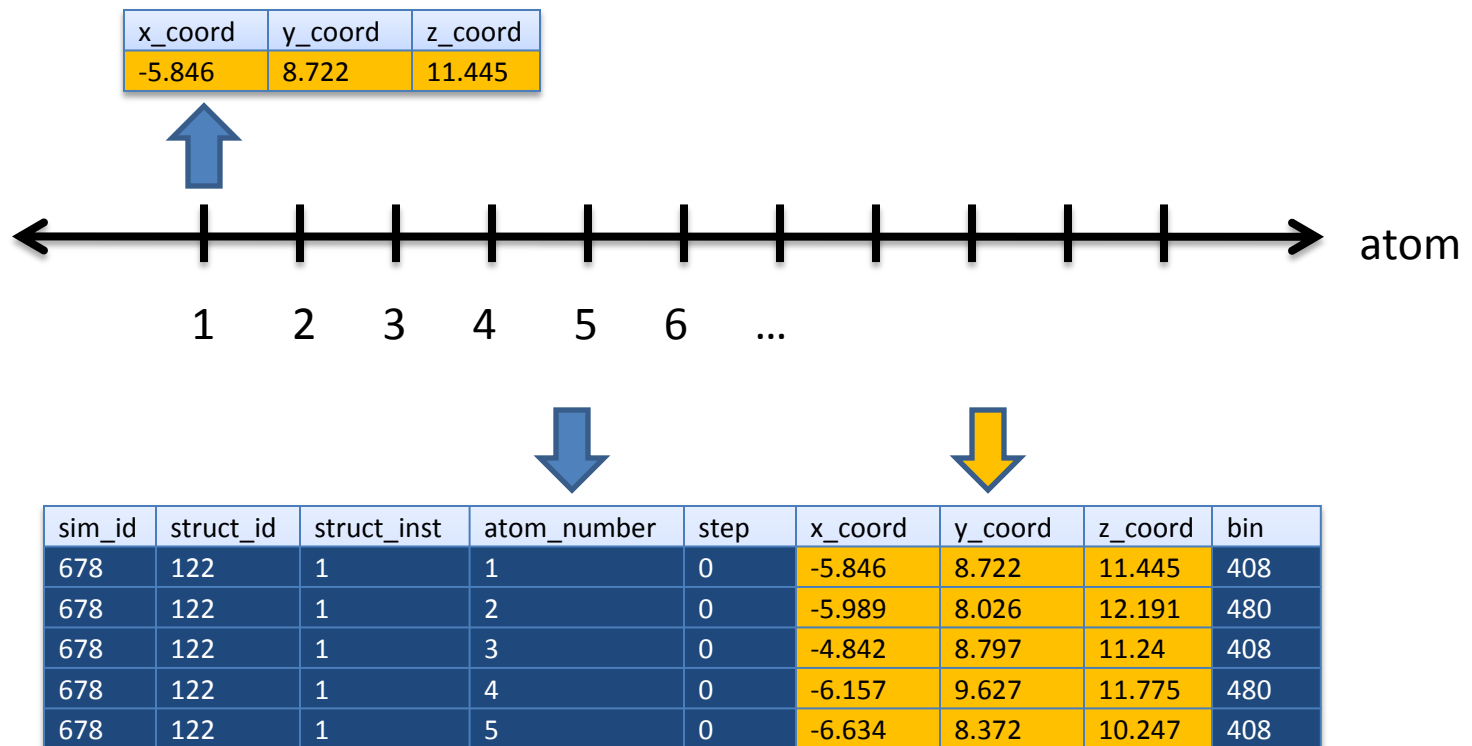 x_coord y_coord z_coord
-5.846 8.722 11.445
atom
1 2 3 4 5 6 ...
sim_id struct_id struct_inst atom_number step x_coord y_coord z_coord bin
678 122 1 1 0 -5.846 8.722 11.445 408
678 122 1 2 0 -5.989 8.026 12.191 480
678 122 1 3 0 -4.842 8.797 11.24 408
678 122 1 4 0 -6.157 9.627 11.775 480
678 122 1 5 0 -6.634 8.372 10.247 408